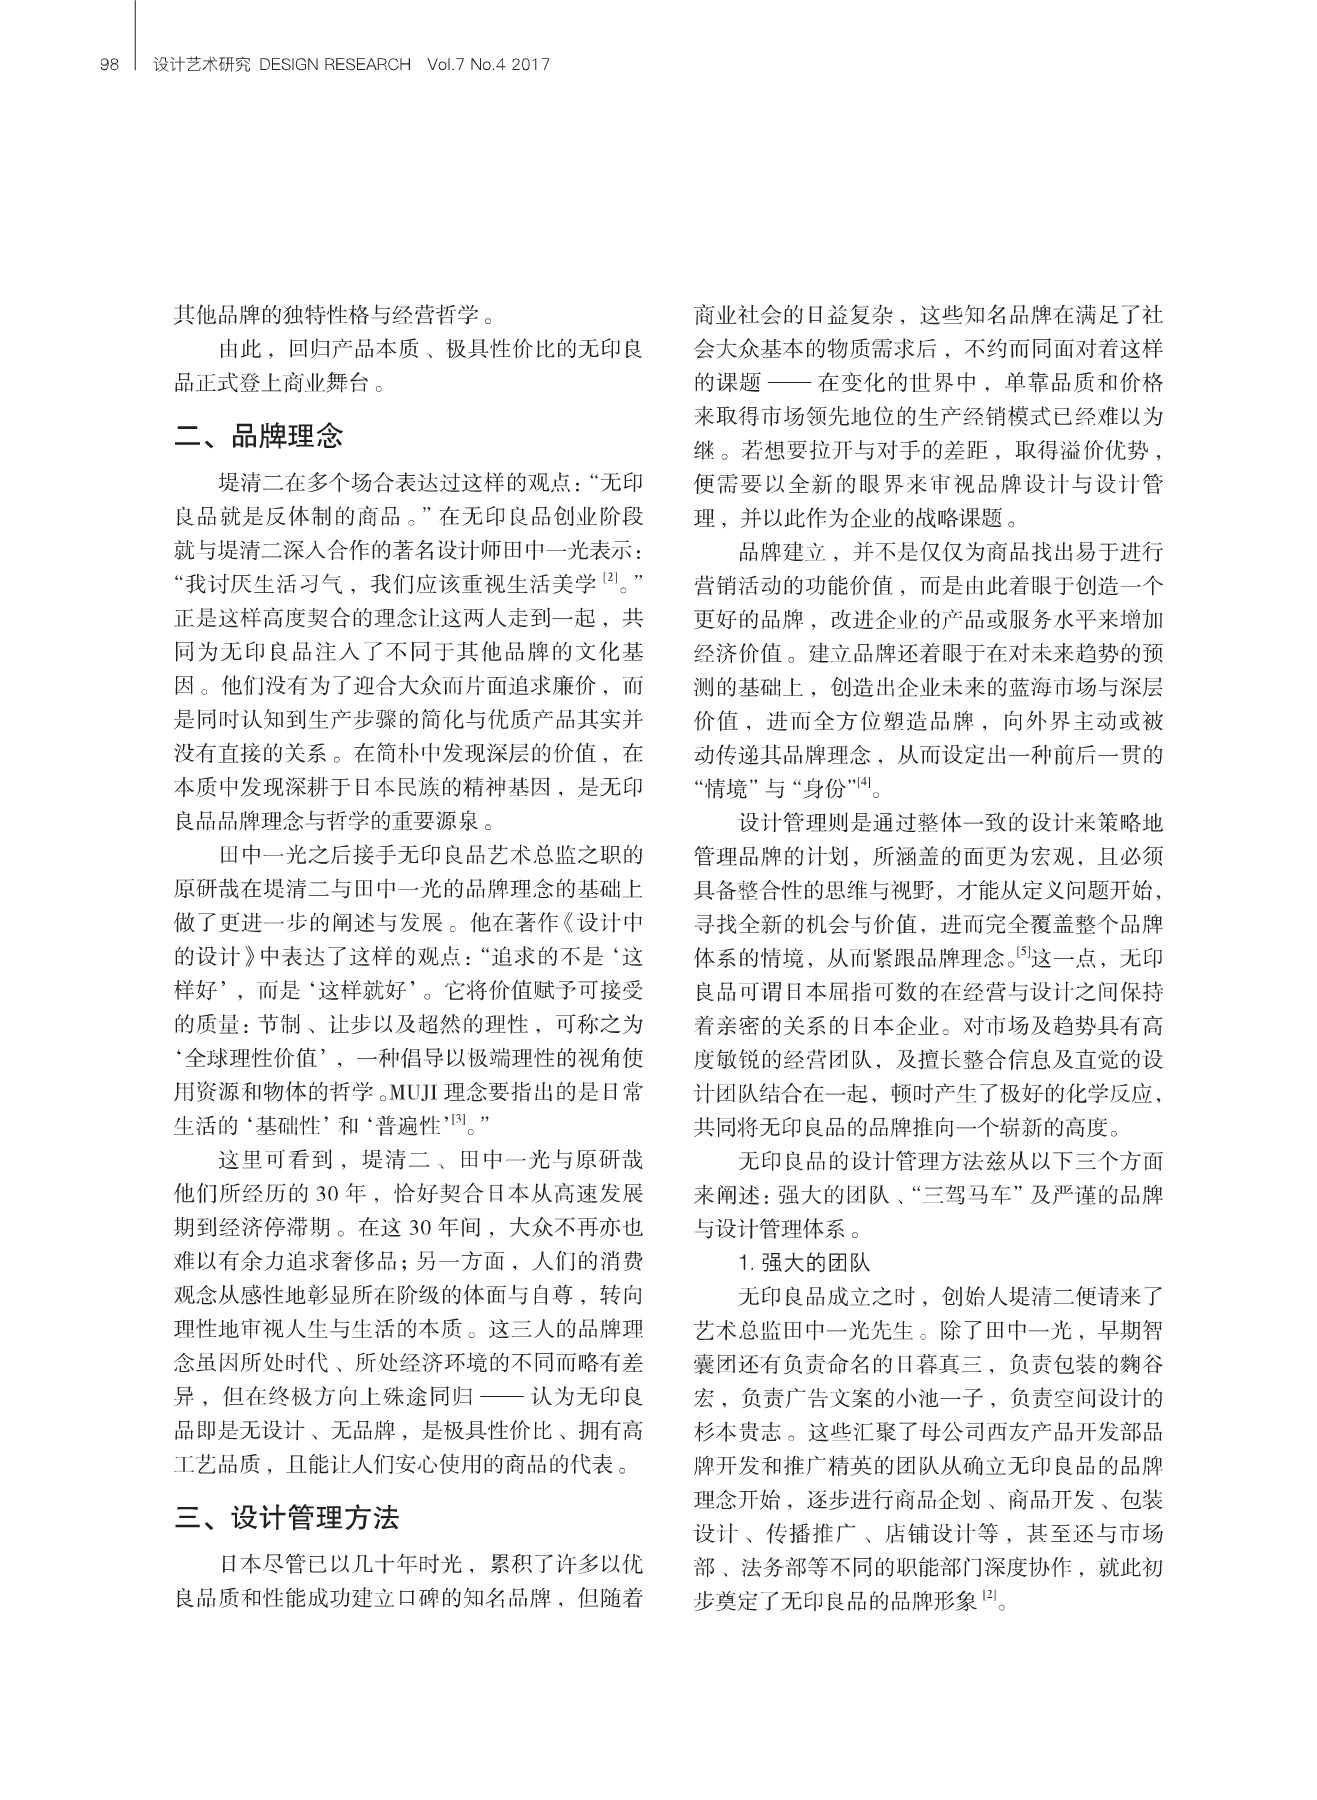 98 设计艺术研究 DESIGN RESEARCH Vol.7 No.4 2017
其他品牌的独特性格与经营哲学。
由此，回归产品本质、极具性价比的无印良
品正式登上商业舞台。
二、品牌理念
堤清二在多个场合表达过这样的观点：“无印
良品就是反体制的商品。”在无印良品创业阶段
就与堤清二深入合作的著名设计师田中一光表示：
“我讨厌生活习气，我们应该重视生活美学[2]。”
正是这样高度契合的理念让这两人走到一起，共
同为无印良品注入了不同于其他品牌的文化基
因。他们没有为了迎合大众而片面追求廉价，而
是同时认知到生产步骤的简化与优质产品其实并
没有直接的关系。在简朴中发现深层的价值，在
本质中发现深耕于日本民族的精神基因，是无印
良品品牌理念与哲学的重要源泉。
田中一光之后接手无印良品艺术总监之职的
原研哉在堤清二与田中一光的品牌理念的基础上
做了更进一步的阐述与发展。他在著作《设计中
的设计》中表达了这样的观点：“追求的不是‘这
样好’，而是‘这样就好’。它将价值赋予可接受
的质量：节制、让步以及超然的理性，可称之为
‘全球理性价值’，一种倡导以极端理性的视角使
用资源和物体的哲学。MUJI 理念要指出的是日常
生活的‘基础性’和‘普遍性’[3]。”
这里可看到，堤清二、田中一光与原研哉
他们所经历的 30 年，恰好契合日本从高速发展
期到经济停滞期。在这 30 年间，大众不再亦也
难以有余力追求奢侈品；另一方面，人们的消费
观念从感性地彰显所在阶级的体面与自尊，转向
理性地审视人生与生活的本质。这三人的品牌理
念虽因所处时代、所处经济环境的不同而略有差
异，但在终极方向上殊途同归——认为无印良
品即是无设计、无品牌，是极具性价比、拥有高
工艺品质，且能让人们安心使用的商品的代表。
三、设计管理方法
日本尽管已以几十年时光，累积了许多以优
良品质和性能成功建立口碑的知名品牌，但随着
商业社会的日益复杂，这些知名品牌在满足了社
会大众基本的物质需求后，不约而同面对着这样
的课题——在变化的世界中，单靠品质和价格
来取得市场领先地位的生产经销模式已经难以为
继。若想要拉开与对手的差距，取得溢价优势，
便需要以全新的眼界来审视品牌设计与设计管
理，并以此作为企业的战略课题。
品牌建立，并不是仅仅为商品找出易于进行
营销活动的功能价值，而是由此着眼于创造一个
更好的品牌，改进企业的产品或服务水平来增加
经济价值。建立品牌还着眼于在对未来趋势的预
测的基础上，创造出企业未来的蓝海市场与深层
价值，进而全方位塑造品牌，向外界主动或被
动传递其品牌理念，从而设定出一种前后一贯的
“情境”与“身份”[4]。
设计管理则是通过整体一致的设计来策略地
管理品牌的计划，所涵盖的面更为宏观，且必须
具备整合性的思维与视野，才能从定义问题开始，
寻找全新的机会与价值，进而完全覆盖整个品牌
体系的情境，从而紧跟品牌理念。[5]这一点，无印
良品可谓日本屈指可数的在经营与设计之间保持
着亲密的关系的日本企业。对市场及趋势具有高
度敏锐的经营团队，及擅长整合信息及直觉的设
计团队结合在一起，顿时产生了极好的化学反应，
共同将无印良品的品牌推向一个崭新的高度。
无印良品的设计管理方法兹从以下三个方面
来阐述：强大的团队、“三驾马车”及严谨的品牌
与设计管理体系。
1. 强大的团队
无印良品成立之时，创始人堤清二便请来了
艺术总监田中一光先生。除了田中一光，早期智
囊团还有负责命名的日暮真三，负责包装的麴谷
宏，负责广告文案的小池一子，负责空间设计的
杉本贵志。这些汇聚了母公司西友产品开发部品
牌开发和推广精英的团队从确立无印良品的品牌
理念开始，逐步进行商品企划、商品开发、包装
设计、传播推广、店铺设计等，甚至还与市场
部、法务部等不同的职能部门深度协作，就此初
步奠定了无印良品的品牌形象[2]。